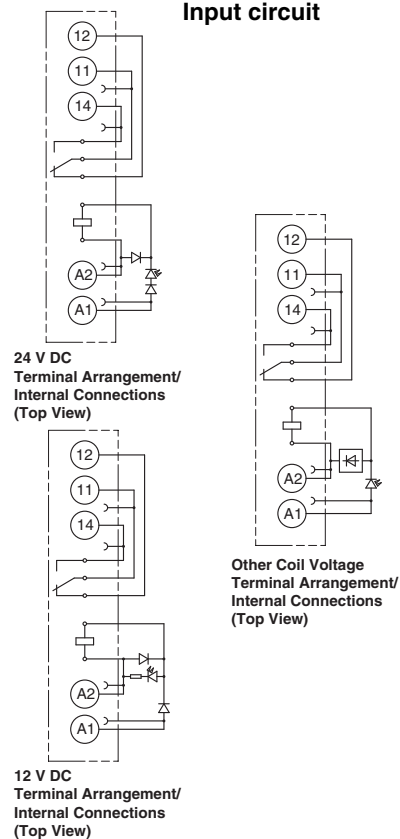 Input circuit
12
11
14
A2
A1
24 V DC
Terminal Arrangement/
Internal Connections
(Top View)
12
11
14
A2
A1
12 V DC
Terminal Arrangement/
Internal Connections
(Top View)
12
11
14
A2
A1
Other Coil Voltage
Terminal Arrangement/
Internal Connections
(Top View)